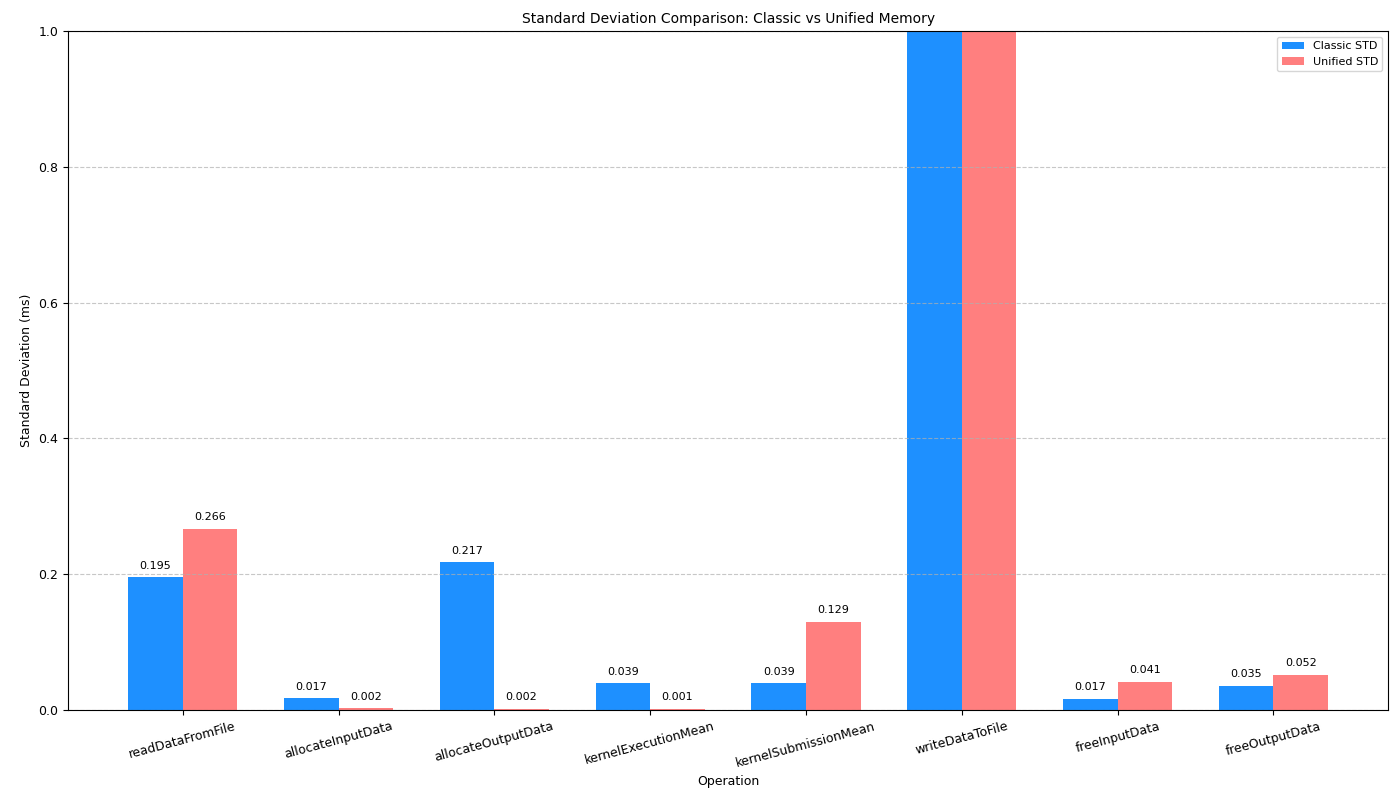 Standard Deviation Comparison: Classic vs Unified Memory
Classic STD
Unified STD
Standard Deviation (ms)
1.0
0.8
0.6
0.4
0.2
0.0
0.195
0.266
0.017
0.002
0.217
0.002
0.039
0.001
0.039
0.129
0.017
0.041
0.035
0.052
readDataFromFile
allocateInputData
allocateOutputData
kernelExecutionMean
kernelSubmissionMean
writeDataToFile
freeInputData
freeOutputData
Operation